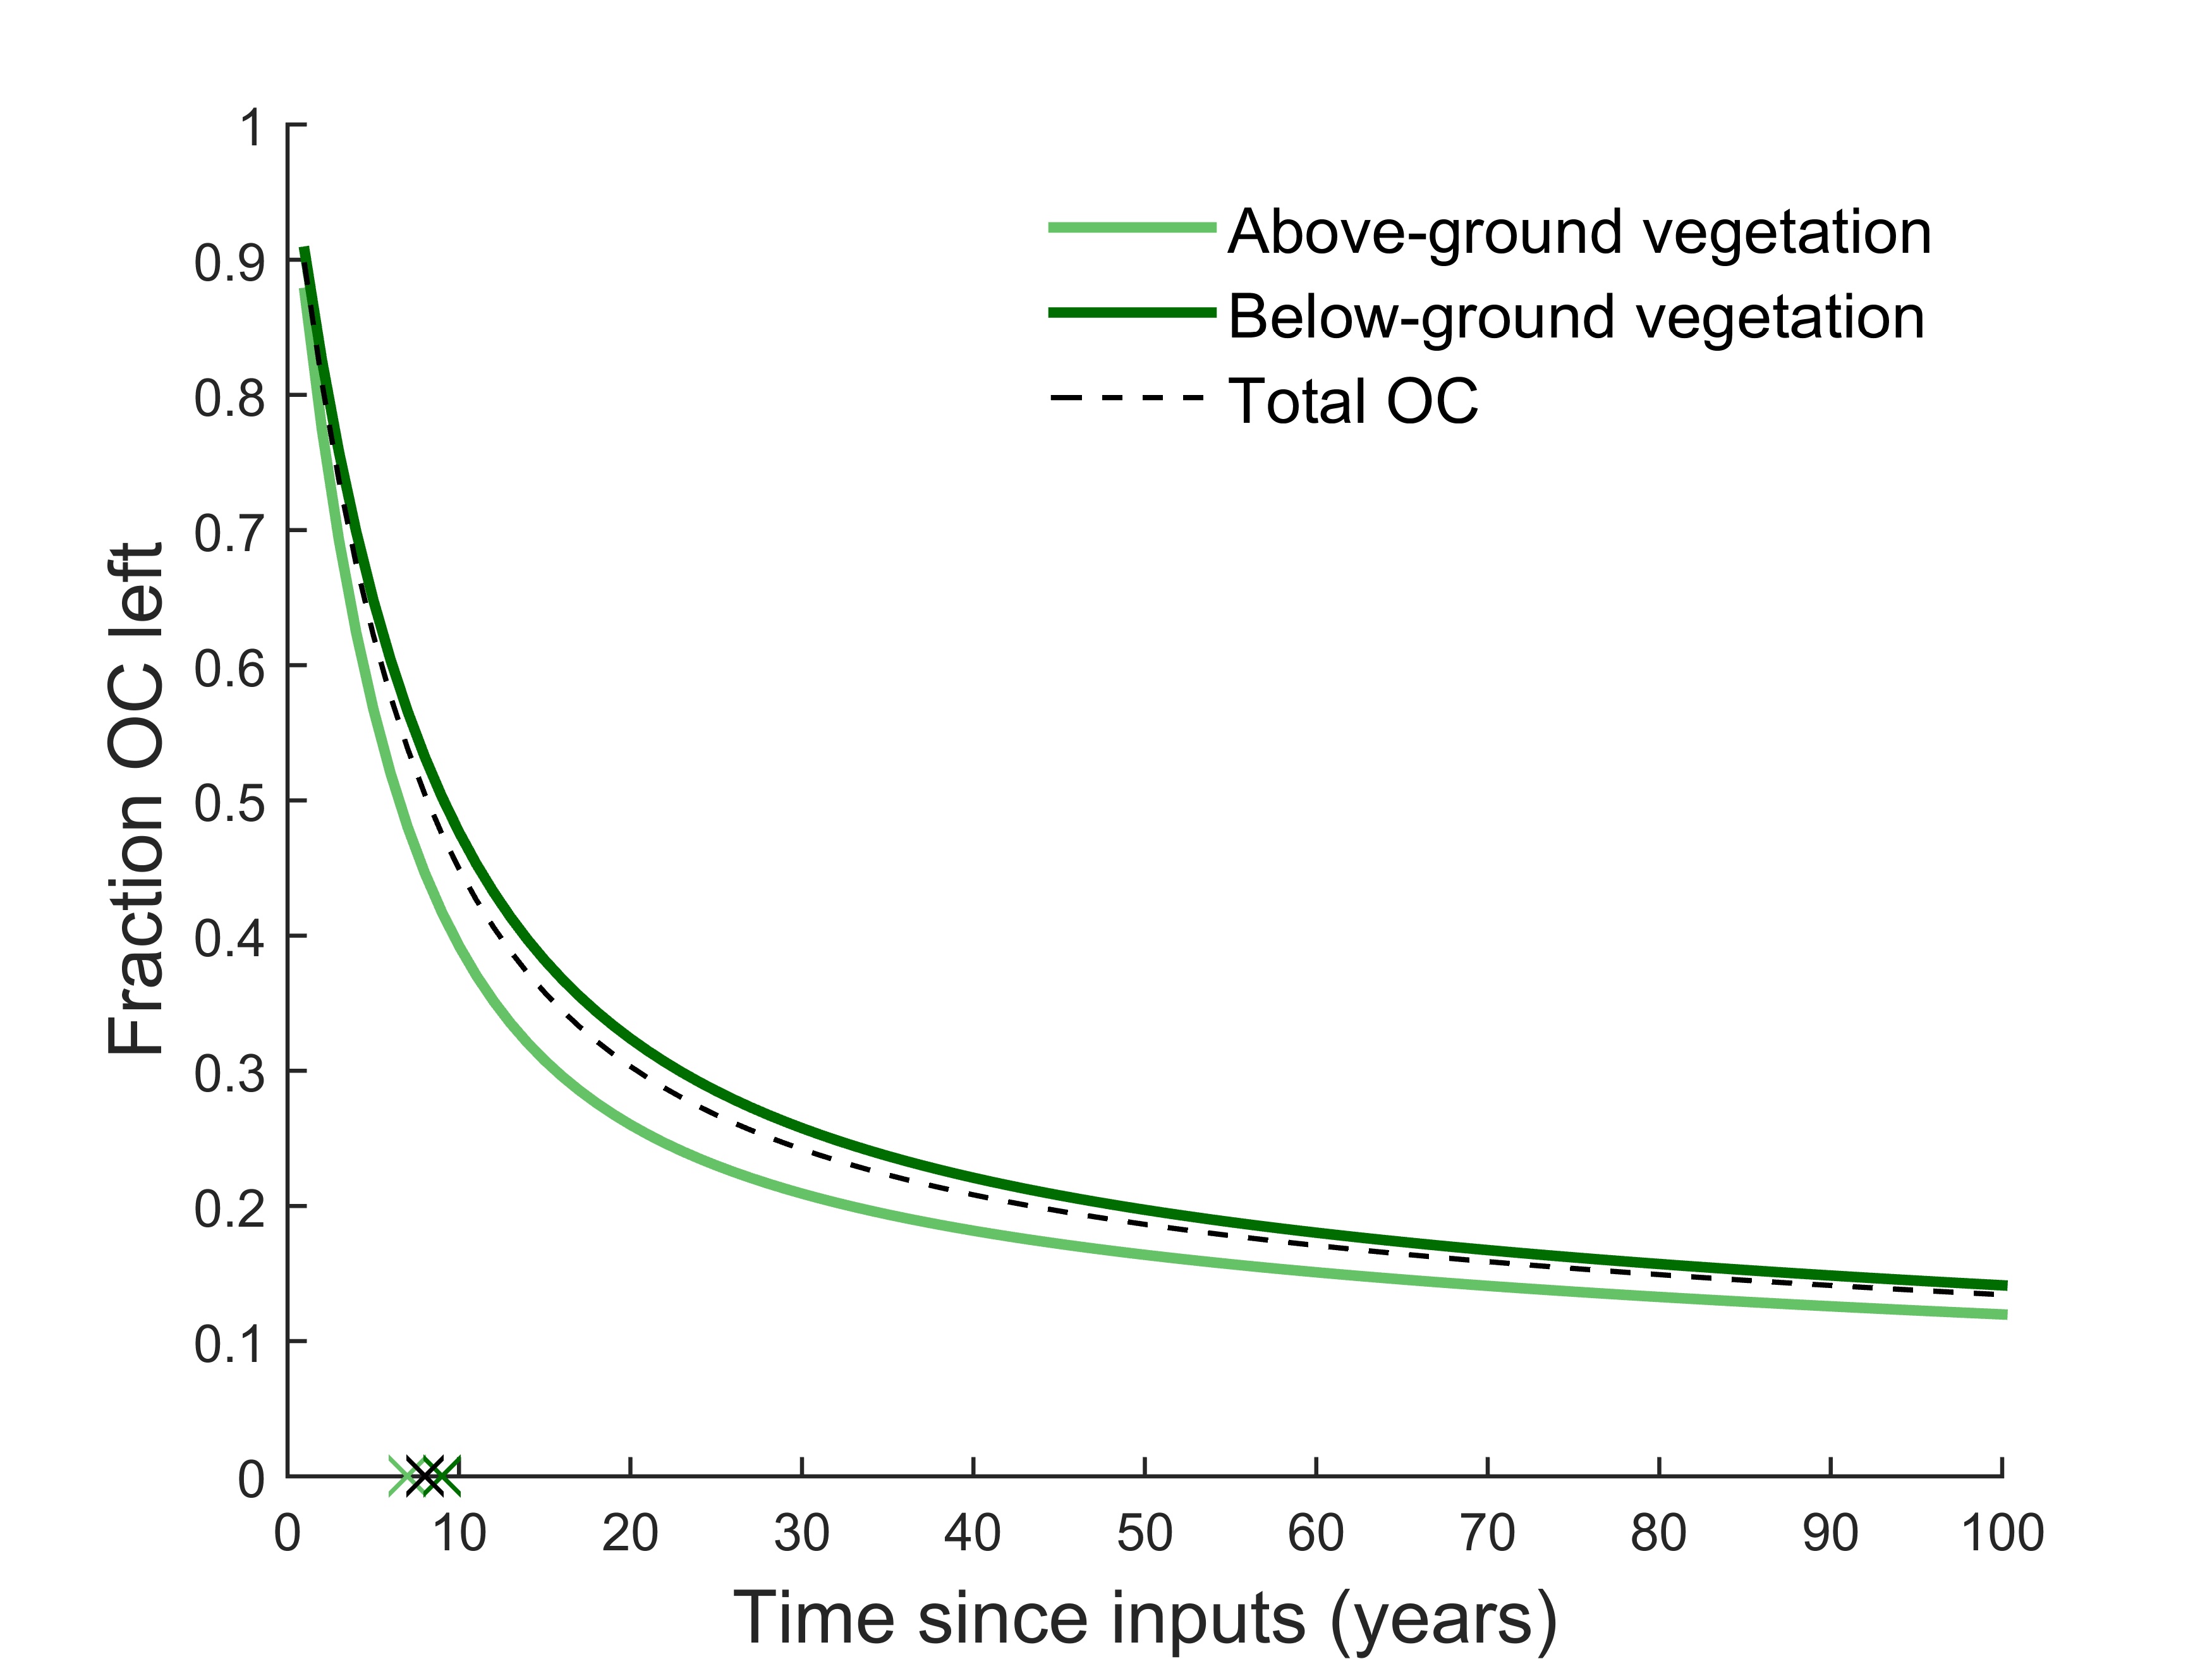 1
0.9
0.8
0.7
0.6
0.5
0.4
0.3
0.2
0.1
0
Fraction OC left
Above-ground vegetation
Below-ground vegetation
Total OC
0 10 20 30 40 50 60 70 80 90 100
Time since inputs (years)